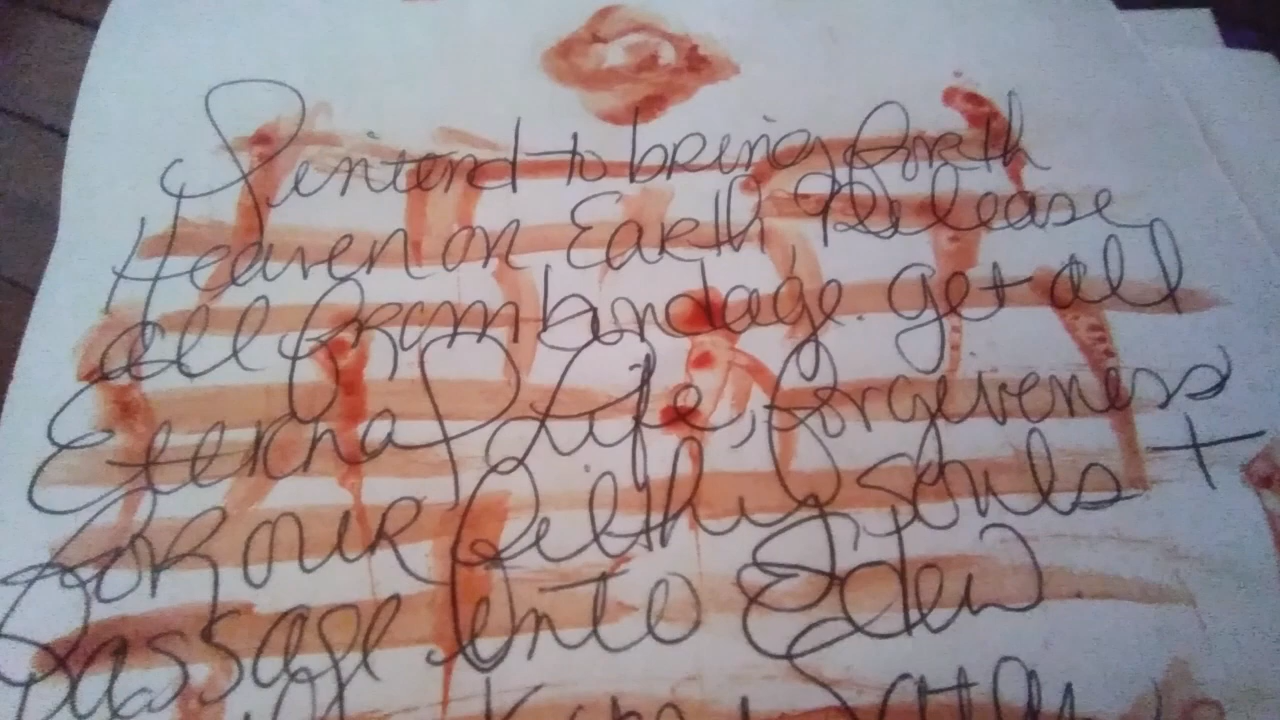 I intend to bring forth
Heaven on Earth, Release
all from bondage. get all
Eternal Life, forgiveness
for our filthy souls +
Passage into Eden